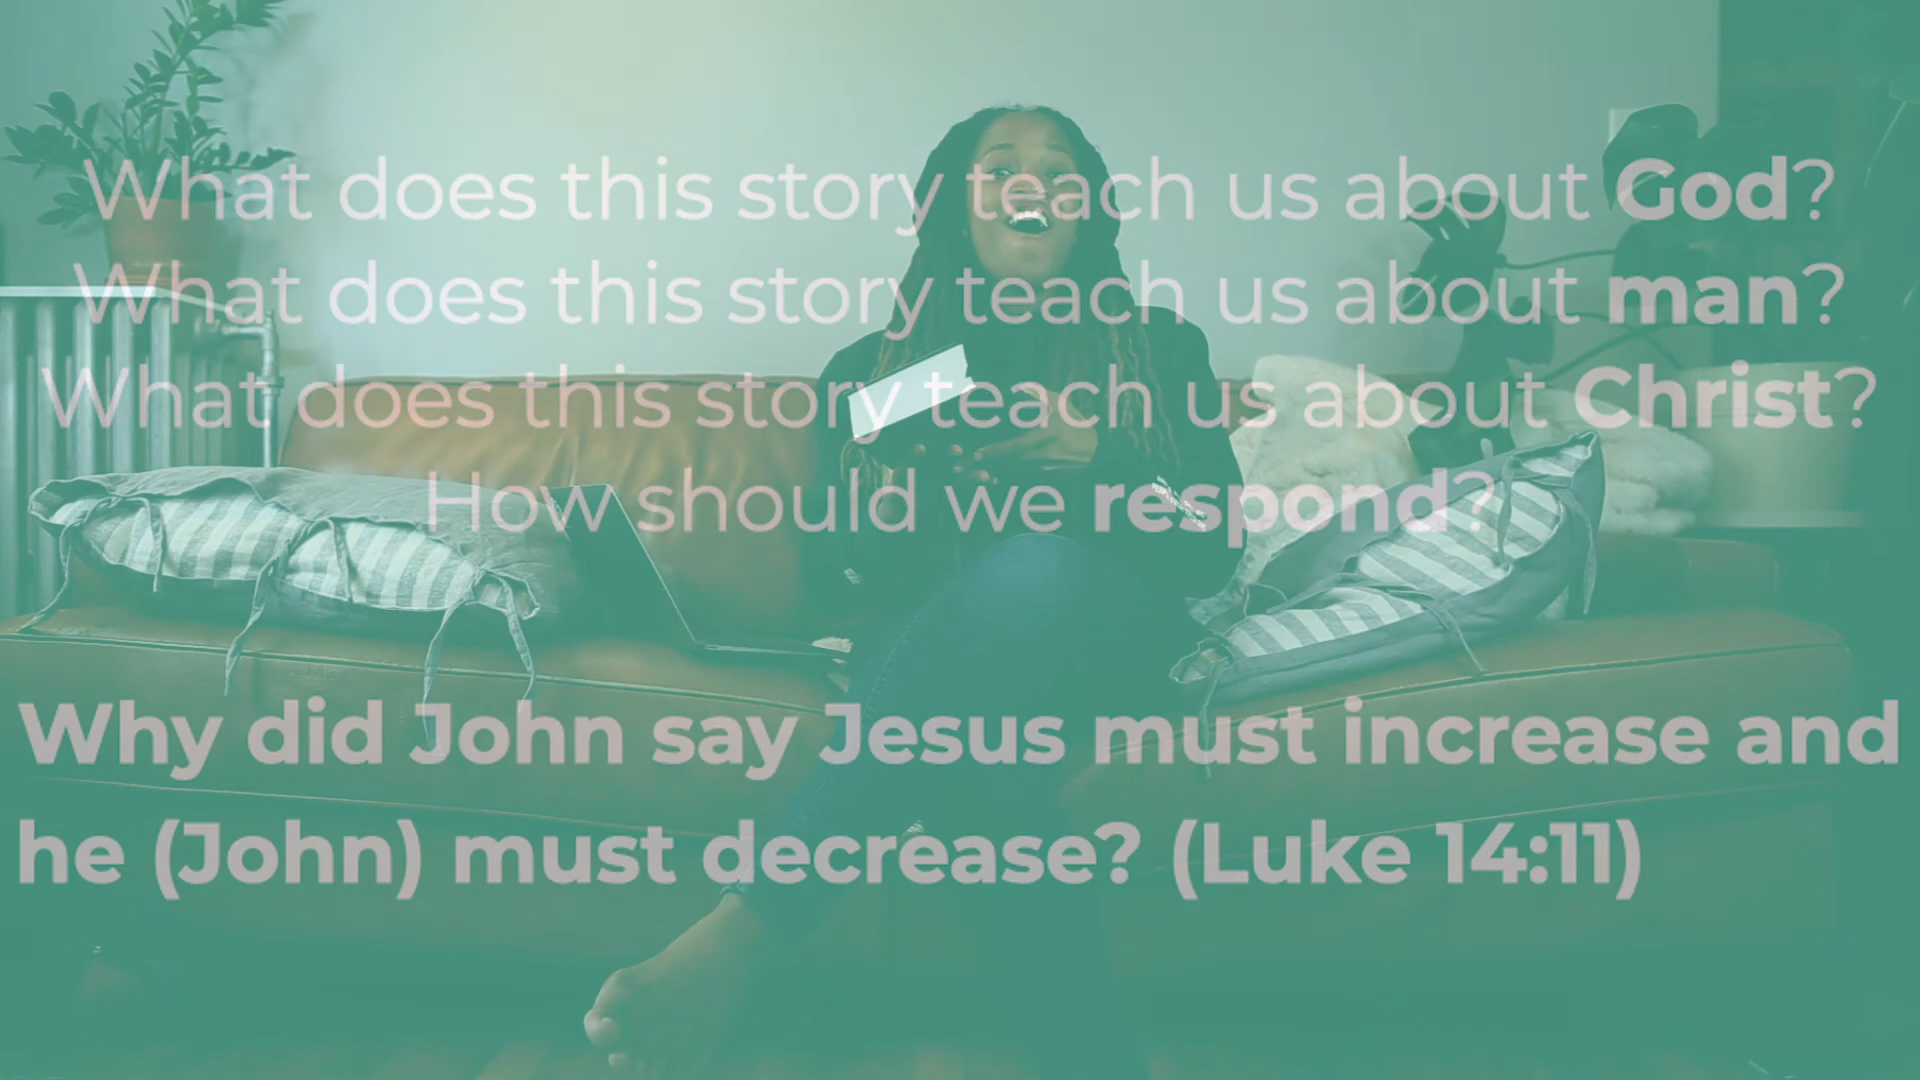 What does this story teach us about God?
What does this story teach us about man?
What does this story teach us about Christ?
How should we respond?
Why did John say Jesus must increase and
he (John) must decrease? (Luke 14:11)